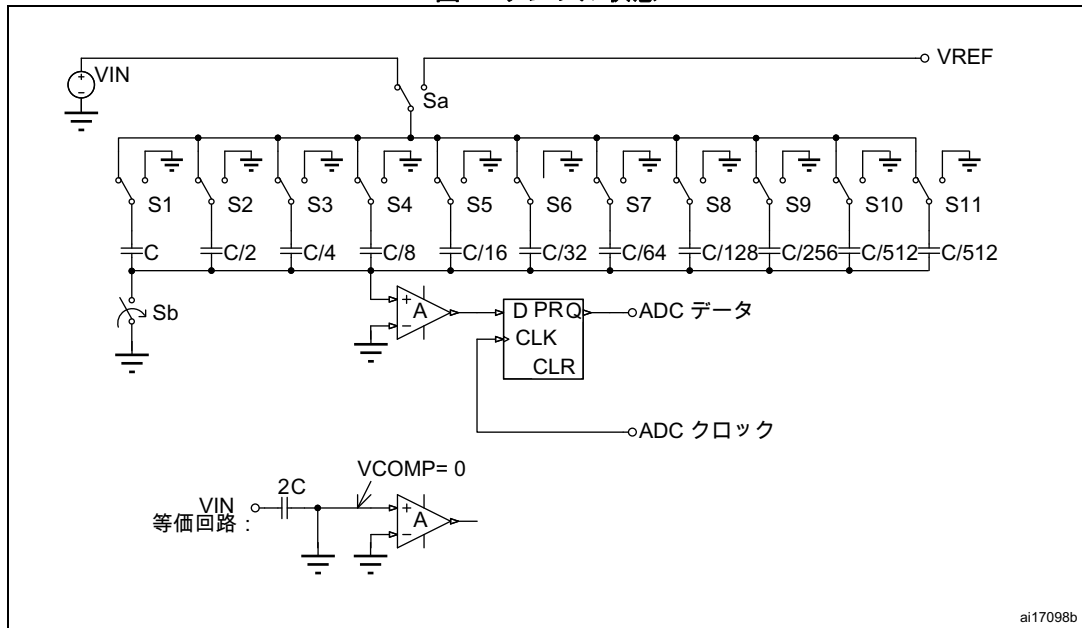 VIN
VREF
Sa
S1 S2 S3 S4 S5 S6 S7 S8 S9 S10 S11
C C/2 C/4 C/8 C/16 C/32 C/64 C/128 C/256 C/512 C/512
Sb
+ A −
D PR Q
CLK
CLR
ADC データ
ADC クロック
VCOMP= 0
2C
VIN
等価回路 :
+ A −
ai17098b